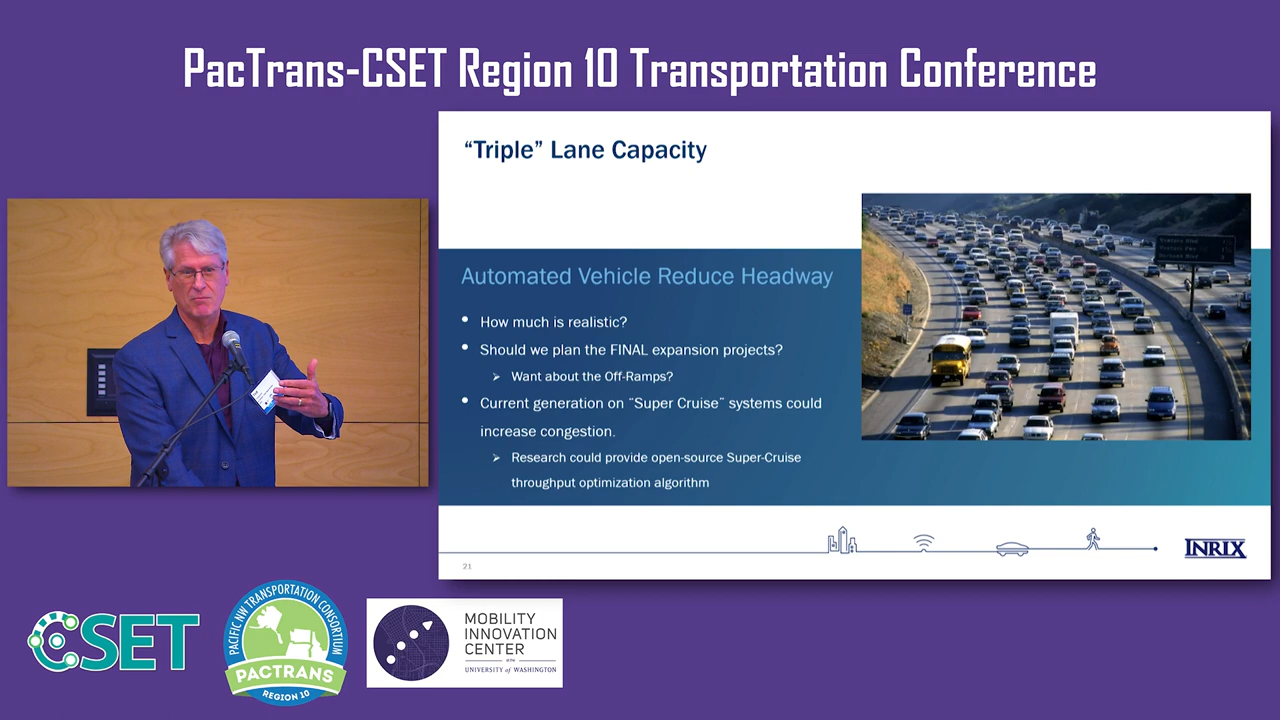 PacTrans-CSET Region 10 Transportation Conference
“Triple” Lane Capacity
Automated Vehicle Reduce Headway
• How much is realistic?
• Should we plan the FINAL expansion projects?
➢ Want about the Off-Ramps?
• Current generation on “Super Cruise” systems could
increase congestion.
➢ Research could provide open-source Super-Cruise
throughput optimization algorithm
INRIX
21
CSET
PACIFIC NW TRANSPORTATION CONSORTIUM
PACTRANS
REGION 10
MOBILITY
INNOVATION
CENTER
UNIVERSITY of WASHINGTON